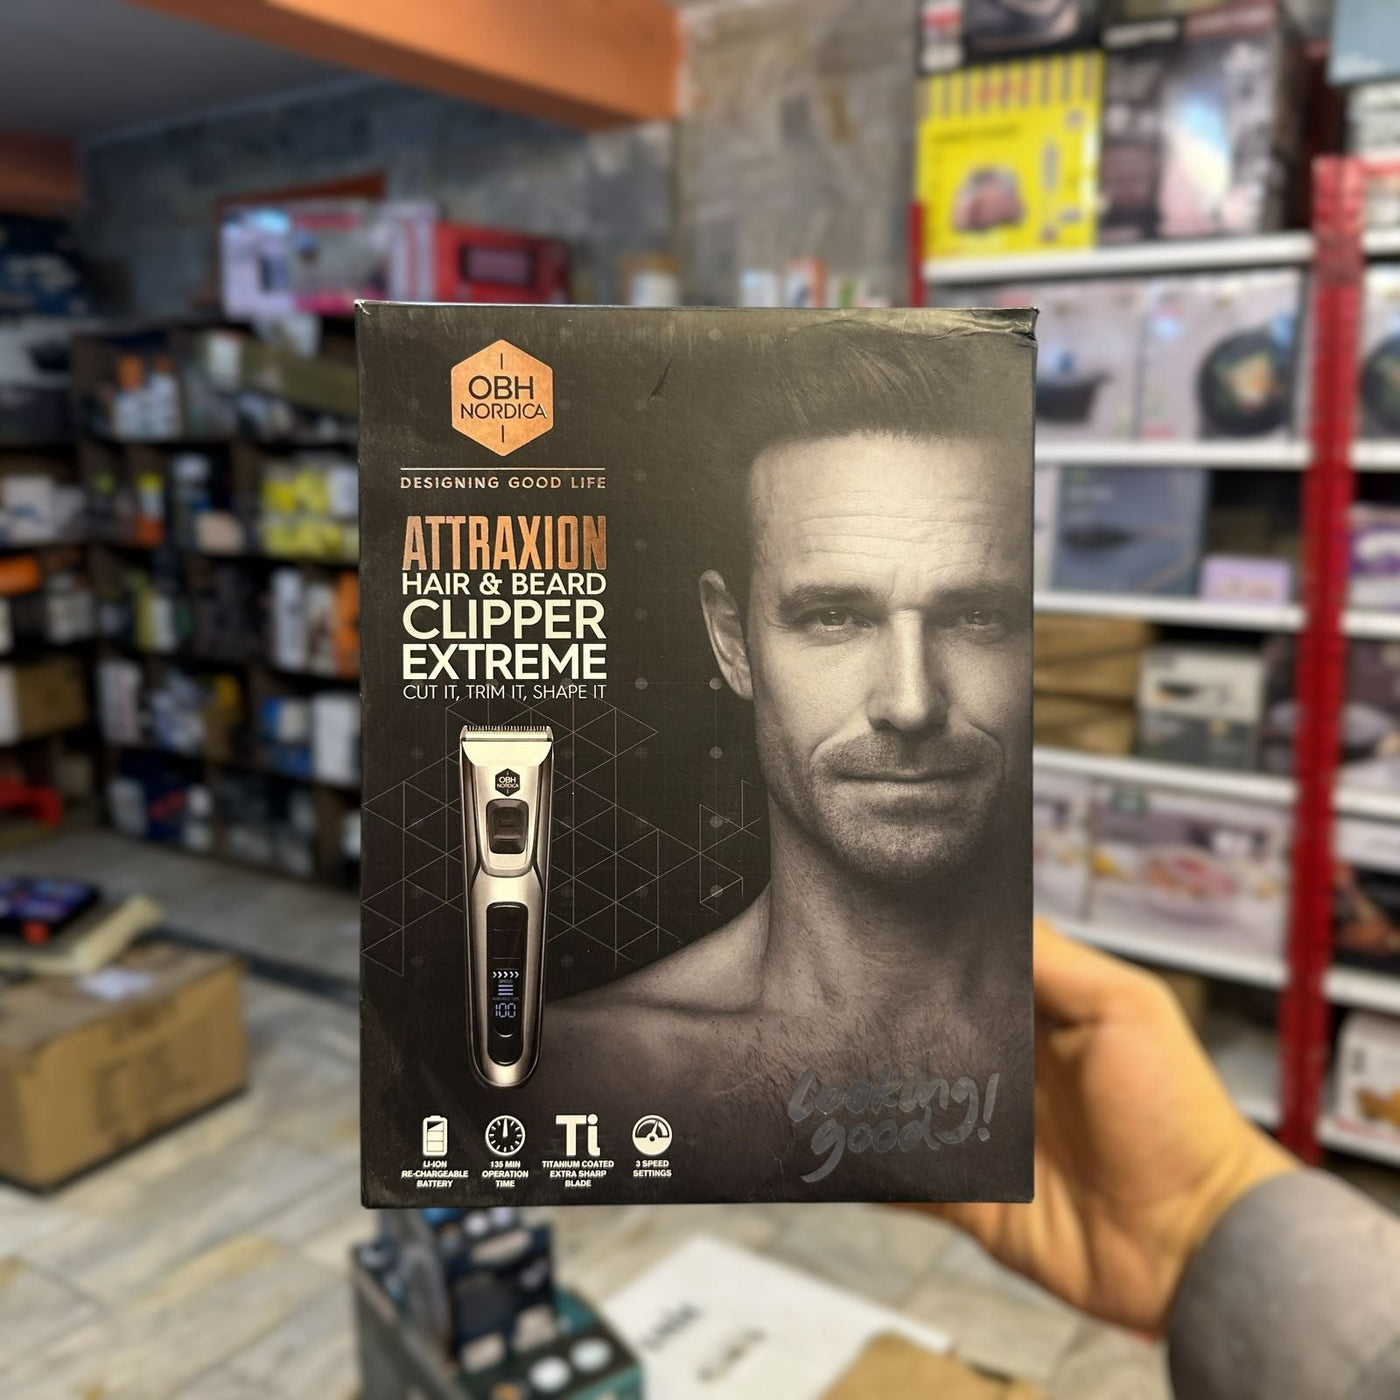 OBH
NORDICA
DESIGNING GOOD LIFE
ATTRAXION
HAIR & BEARD
CLIPPER
EXTREME
CUT IT, TRIM IT, SHAPE IT
OBH
NORDICA
SPEED
100
LI-ION
RE-CHARGEABLE
BATTERY
135 MIN
OPERATION
TIME
Ti
TITANIUM COATED
EXTRA SHARP
BLADE
3 SPEED
SETTINGS
Looking
good!